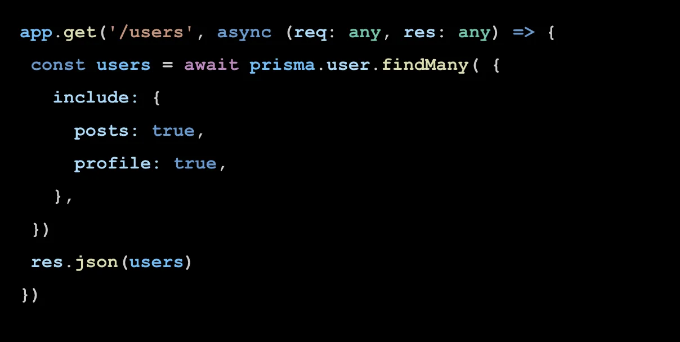 app.get('/users', async (req: any, res: any) => {
const users = await prisma.user.findMany( {
include: {
posts: true,
profile: true,
},
})
res.json(users)
})